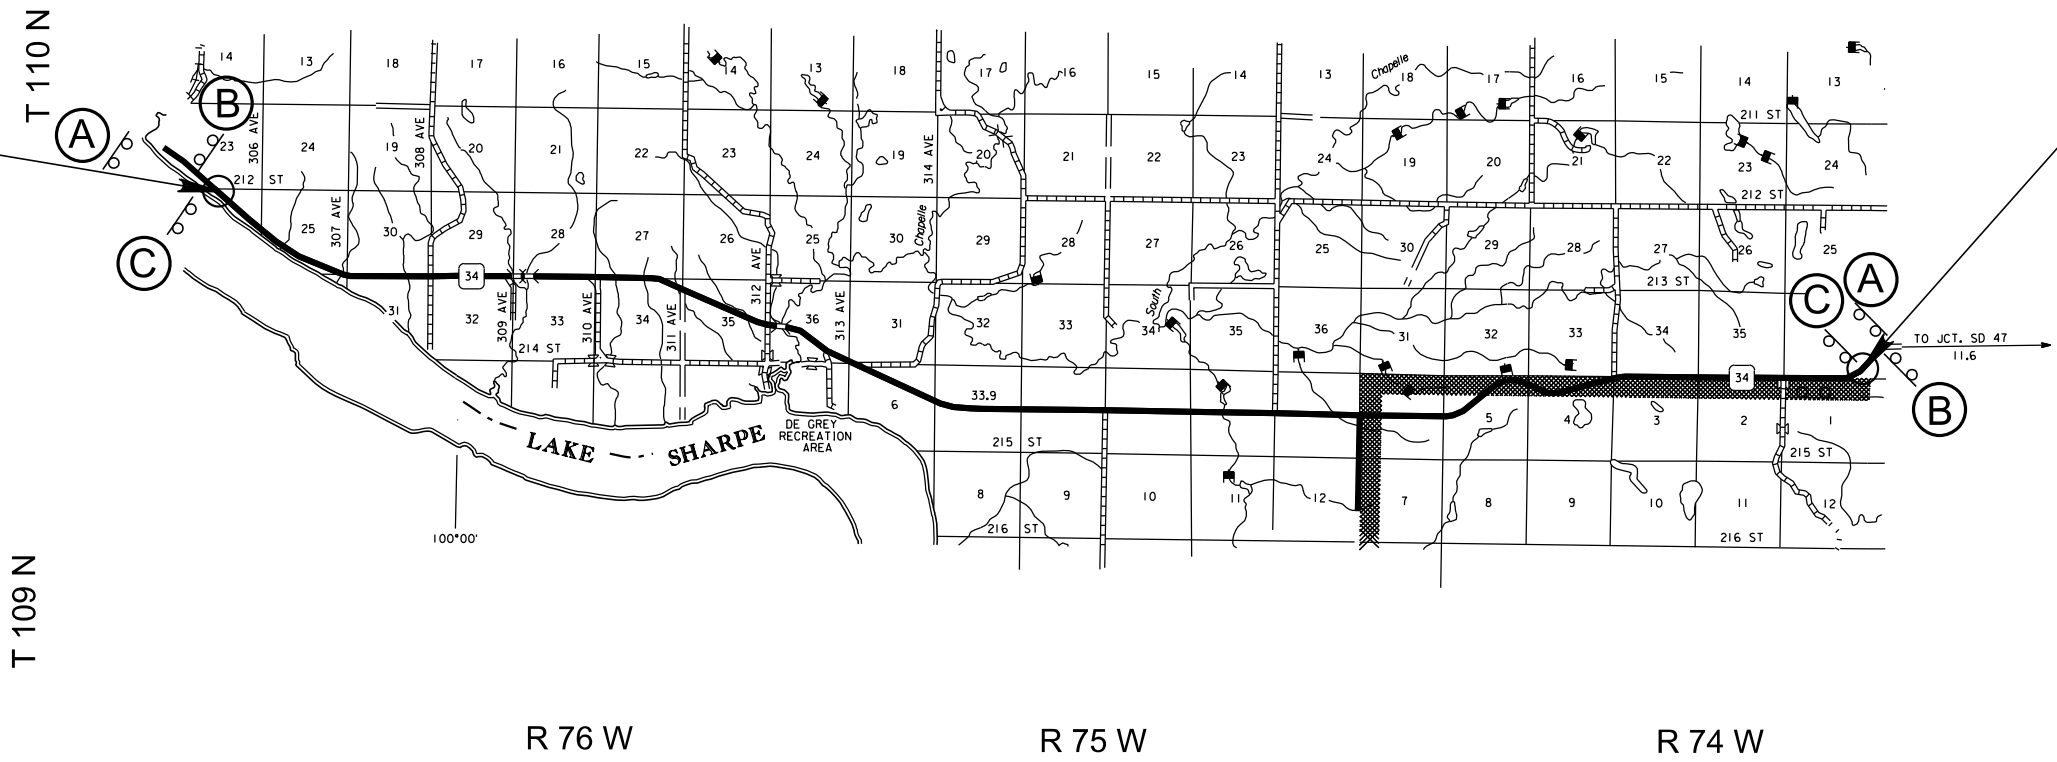 T 110 N
14 13 18 17 16 15 14 13 18 17 16 15 14 13 Chapelle 18 17 16 15 14 13
A
B
211 ST
306 AVE
308 AVE
314 AVE
23 24 19 20 21 22 23 24 19 20 21 22 23 24 19 20 21 22 23 24
212 ST
212 ST
307 AVE
C
25 30 29 28 27 26 25 30 Chapelle 29 28 27 26 25 30 29 28 27 26 25
312 AVE
34
213 ST
C
A
309 AVE
310 AVE
311 AVE
313 AVE
South
31 32 33 34 35 36 31 32 33 34 35 36 31 32 33 34 35
214 ST
TO JCT. SD 47
11.6
34
33.9
6 5 4 3 2 1
B
LAKE SHARPE
DE GREY
RECREATION
AREA
215 ST
215 ST
8 9 10 11 12 7 8 9 10 11 12
216 ST
216 ST
100°00'
T 109 N
R 76 W
R 75 W
R 74 W